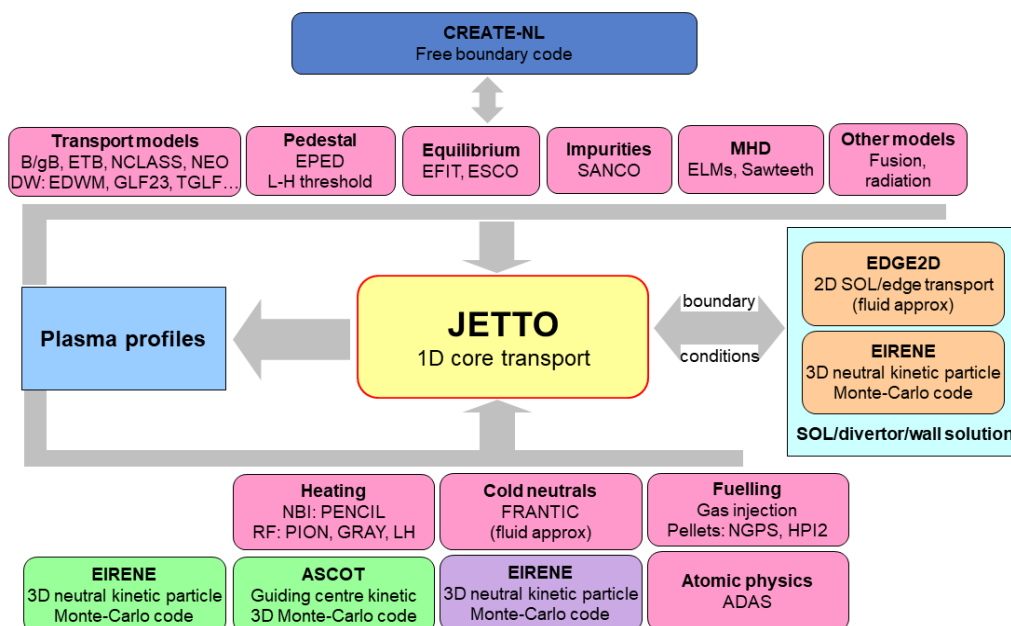 CREATE-NL
Free boundary code
Transport models
B/gB, ETB, NCLASS, NEO
DW: EDWM, GLF23, TGLF…
Pedestal
EPED
L-H threshold
Equilibrium
EFIT, ESCO
Impurities
SANCO
MHD
ELMs, Sawteeth
Other models
Fusion,
radiation
Plasma profiles
JETTO
1D core transport
boundary
conditions
EDGE2D
2D SOL/edge transport
(fluid approx)
EIRENE
3D neutral kinetic particle
Monte-Carlo code
SOL/divertor/wall solution
Heating
NBI: PENCIL
RF: PION, GRAY, LH
Cold neutrals
FRANTIC
(fluid approx)
Fuelling
Gas injection
Pellets: NGPS, HPI2
EIRENE
3D neutral kinetic particle
Monte-Carlo code
ASCOT
Guiding centre kinetic
3D Monte-Carlo code
EIRENE
3D neutral kinetic particle
Monte-Carlo code
Atomic physics
ADAS